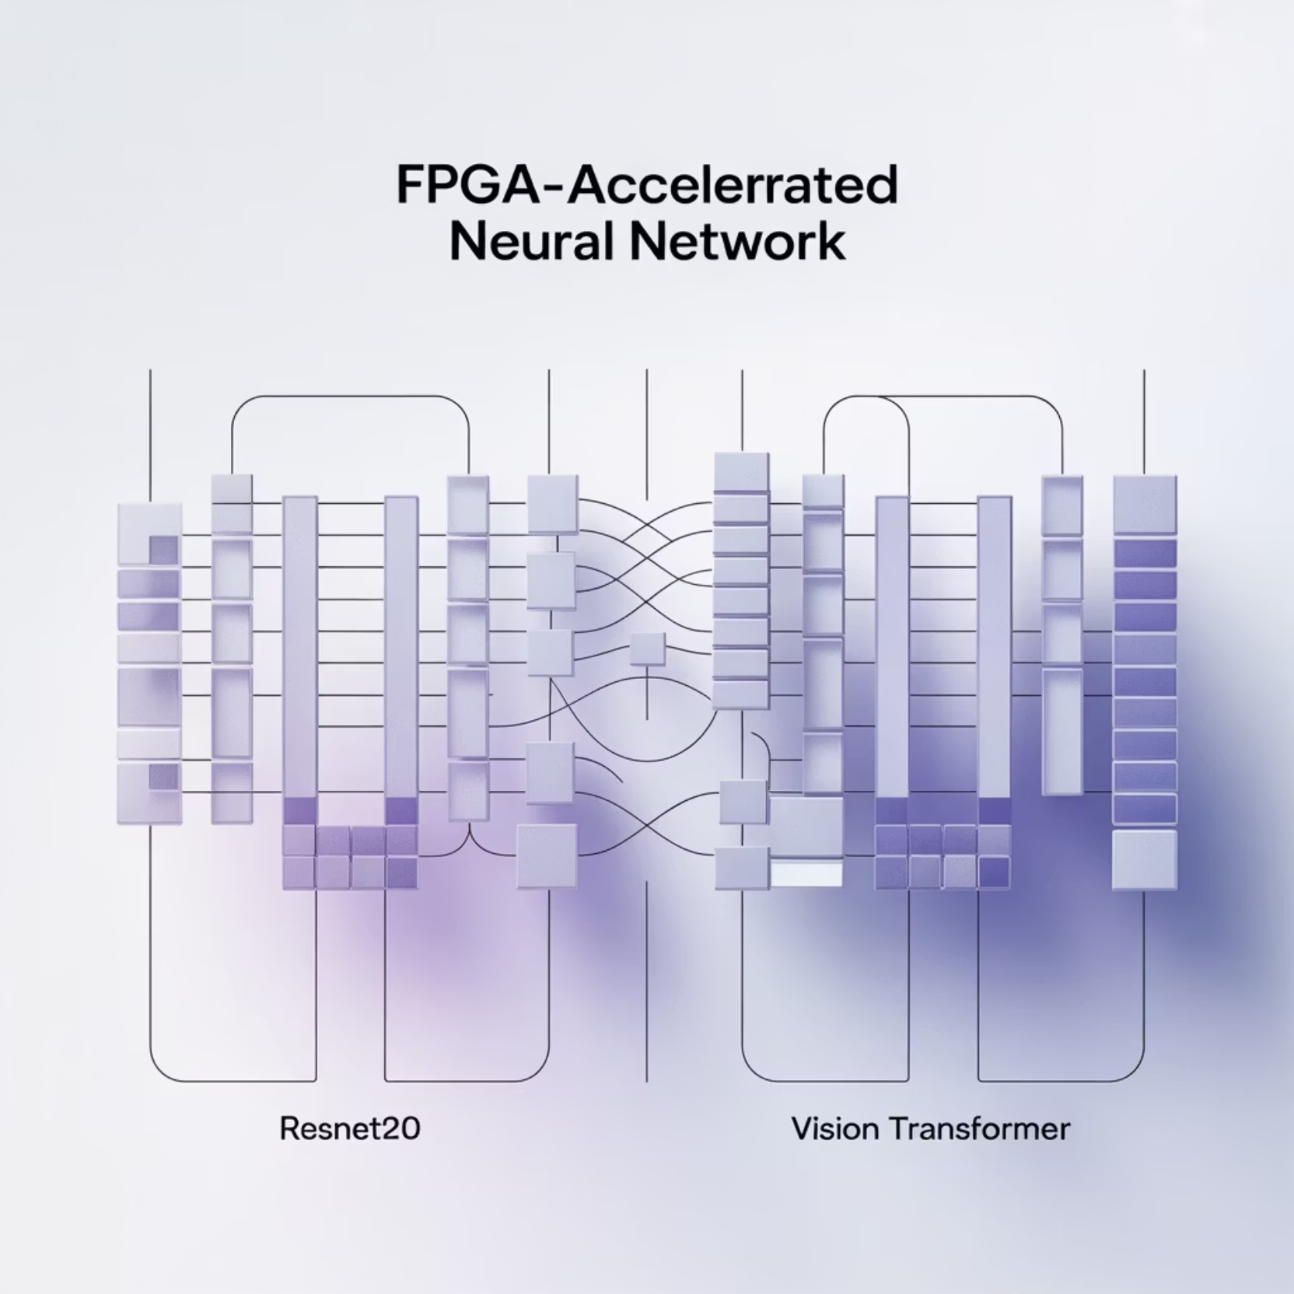 FPGA-Accelerrated
Neural Network
Resnet20
Vision Transformer